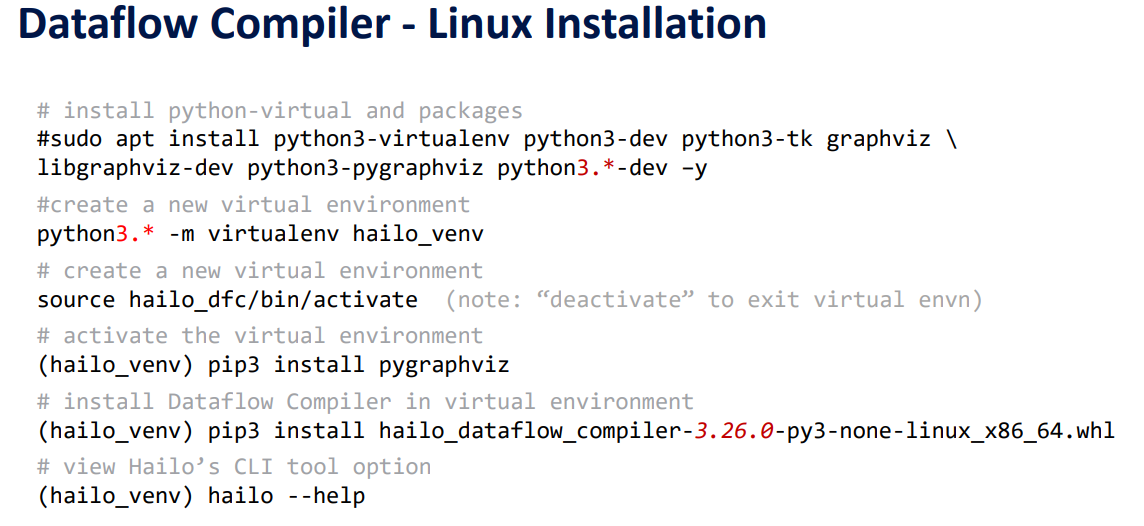 Dataflow Compiler - Linux Installation
# install python-virtual and packages
#sudo apt install python3-virtualenv python3-dev python3-tk graphviz \
libgraphviz-dev python3-pygraphviz python3.*-dev –y
#create a new virtual environment
python3.* -m virtualenv hailo_venv
# create a new virtual environment
source hailo_dfc/bin/activate (note: “deactivate” to exit virtual envn)
# activate the virtual environment
(hailo_venv) pip3 install pygraphviz
# install Dataflow Compiler in virtual environment
(hailo_venv) pip3 install hailo_dataflow_compiler-3.26.0-py3-none-linux_x86_64.whl
# view Hailo’s CLI tool option
(hailo_venv) hailo --help